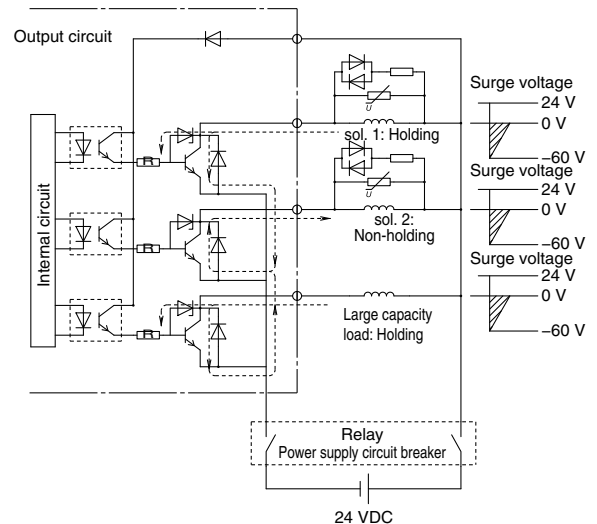 Output circuit
Internal circuit
R
R
R
U
sol. 1: Holding
U
sol. 2:
Non-holding
Large capacity
load: Holding
Surge voltage
24 V
0 V
–60 V
Surge voltage
24 V
0 V
–60 V
Surge voltage
24 V
0 V
–60 V
Relay
Power supply circuit breaker
24 VDC